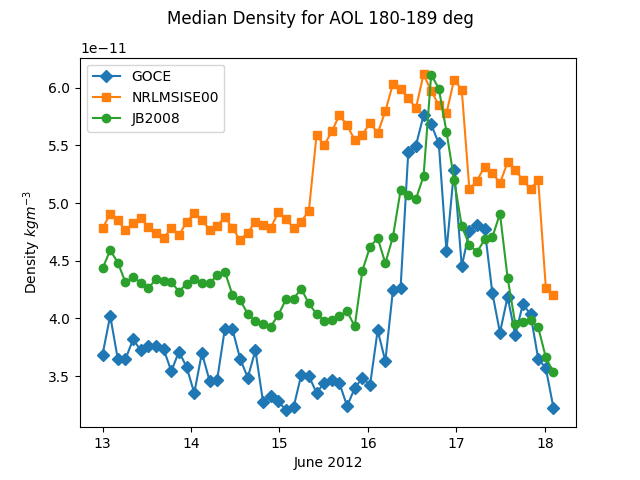 Median Density for AOL 180-189 deg
1e−11
GOCE
NRLMSISE00
JB2008
6.0
5.5
5.0
4.5
4.0
3.5
Density kgm⁻³
13 14 15 16 17 18
June 2012